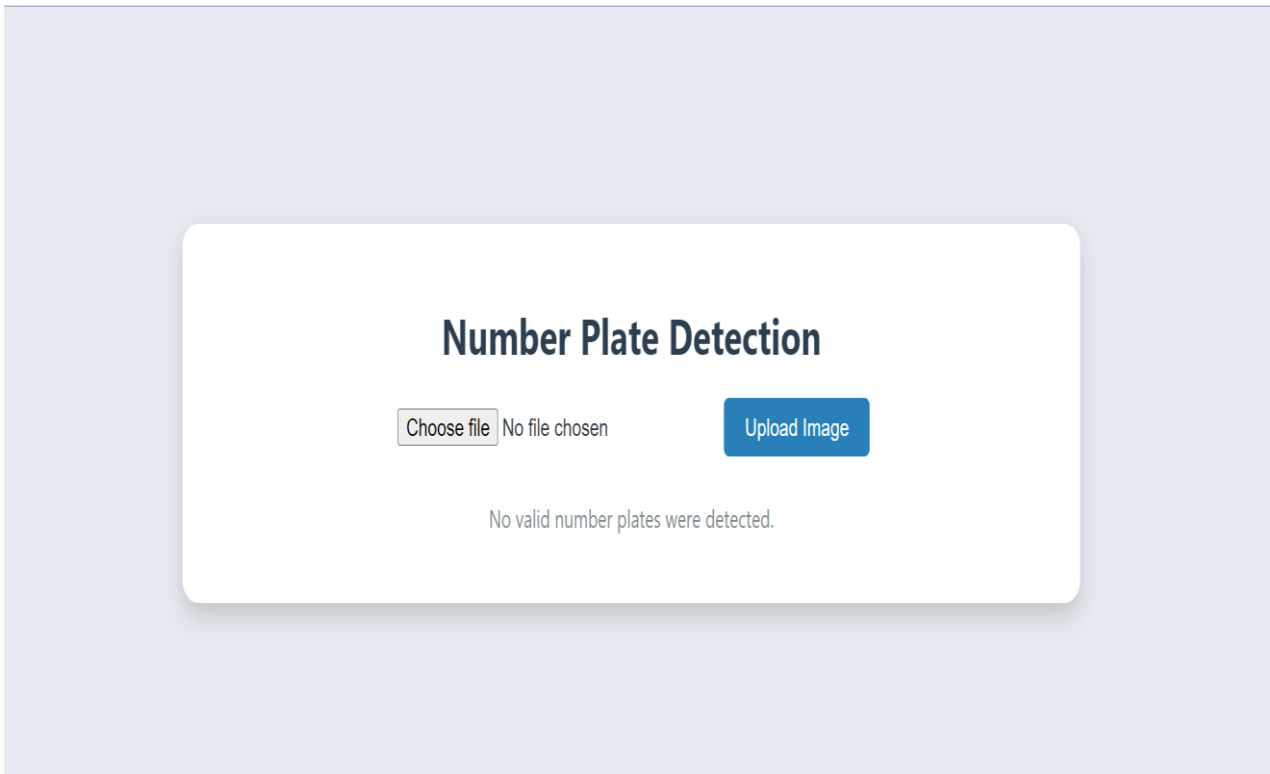 Number Plate Detection
Choose file No file chosen Upload Image
No valid number plates were detected.